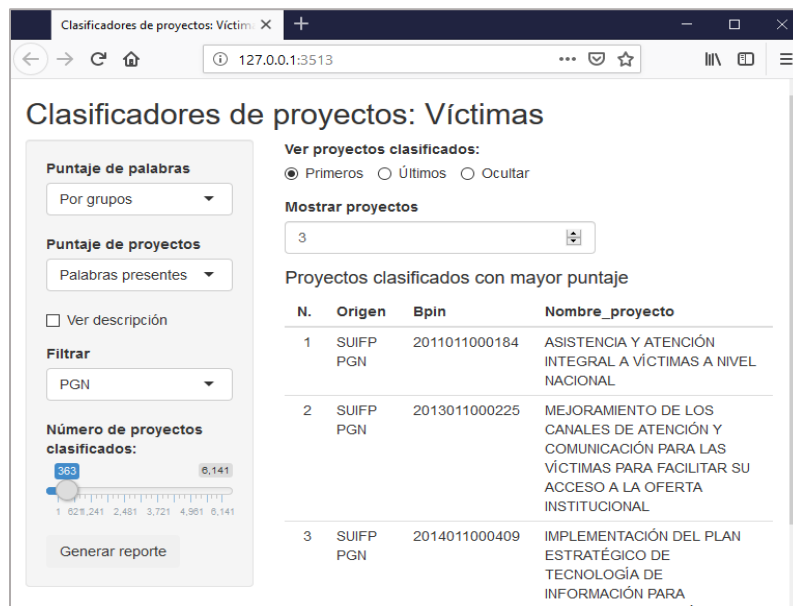 Clasificadores de proyectos: Víctim
127.0.0.1:3513
Clasificadores de proyectos: Víctimas
Puntaje de palabras
Por grupos
Puntaje de proyectos
Palabras presentes
Ver descripción
Filtrar
PGN
Número de proyectos
clasificados:
363 6,141
1 621 1,241 2,481 3,721 4,961 6,141
Generar reporte
Ver proyectos clasificados:
Primeros Últimos Ocultar
Mostrar proyectos
3
Proyectos clasificados con mayor puntaje
N. Origen Bpin Nombre_proyecto
1 SUIFP 2011011000184 ASISTENCIA Y ATENCIÓN
PGN INTEGRAL A VÍCTIMAS A NIVEL
NACIONAL
2 SUIFP 2013011000225 MEJORAMIENTO DE LOS
PGN CANALES DE ATENCIÓN Y
COMUNICACIÓN PARA LAS
VÍCTIMAS PARA FACILITAR SU
ACCESO A LA OFERTA
INSTITUCIONAL
3 SUIFP 2014011000409 IMPLEMENTACIÓN DEL PLAN
PGN ESTRATÉGICO DE
TECNOLOGÍA DE
INFORMACIÓN PARA